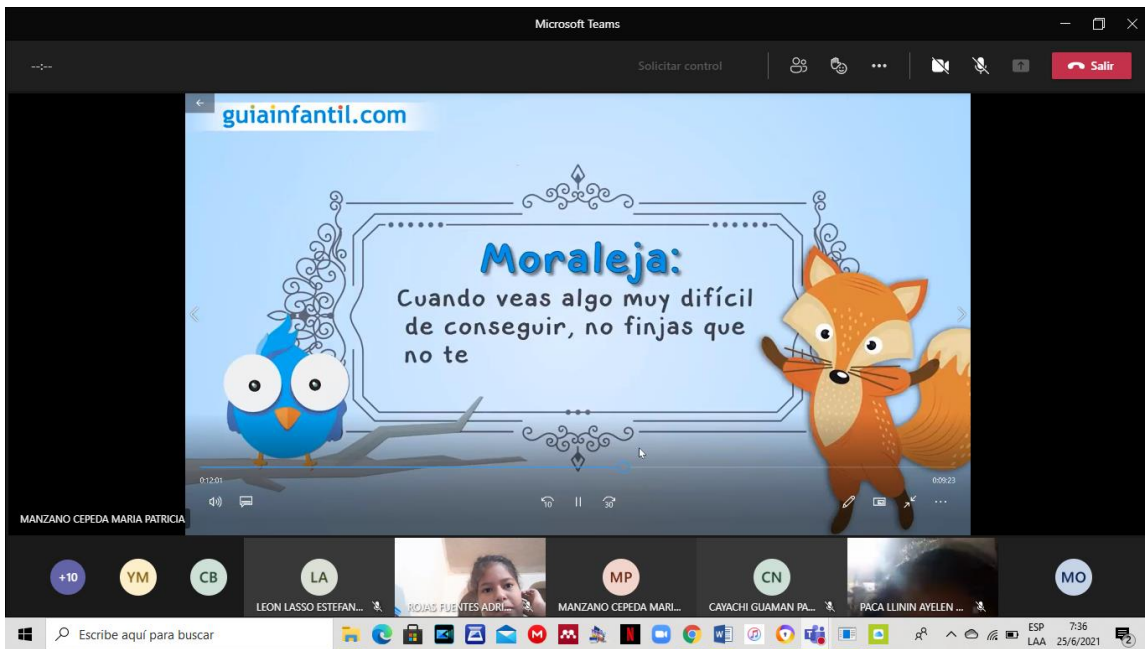 Microsoft Teams
--:--
Solicitar control
Salir
guiainfantil.com
Moraleja:
Cuando veas algo muy difícil
de conseguir, no finjas que
no te
0:12:01
0:09:23
10
30
MANZANO CEPEDA MARIA PATRICIA
+10
YM
CB
LA
MP
CN
MO
LEON LASSO ESTEFAN...
ROJAS FUENTES ADRI...
MANZANO CEPEDA MARI...
CAYACHI GUAMAN PA...
PACA LLININ AYELEN ...
Escribe aquí para buscar
ESP
LAA
7:36
25/6/2021
2